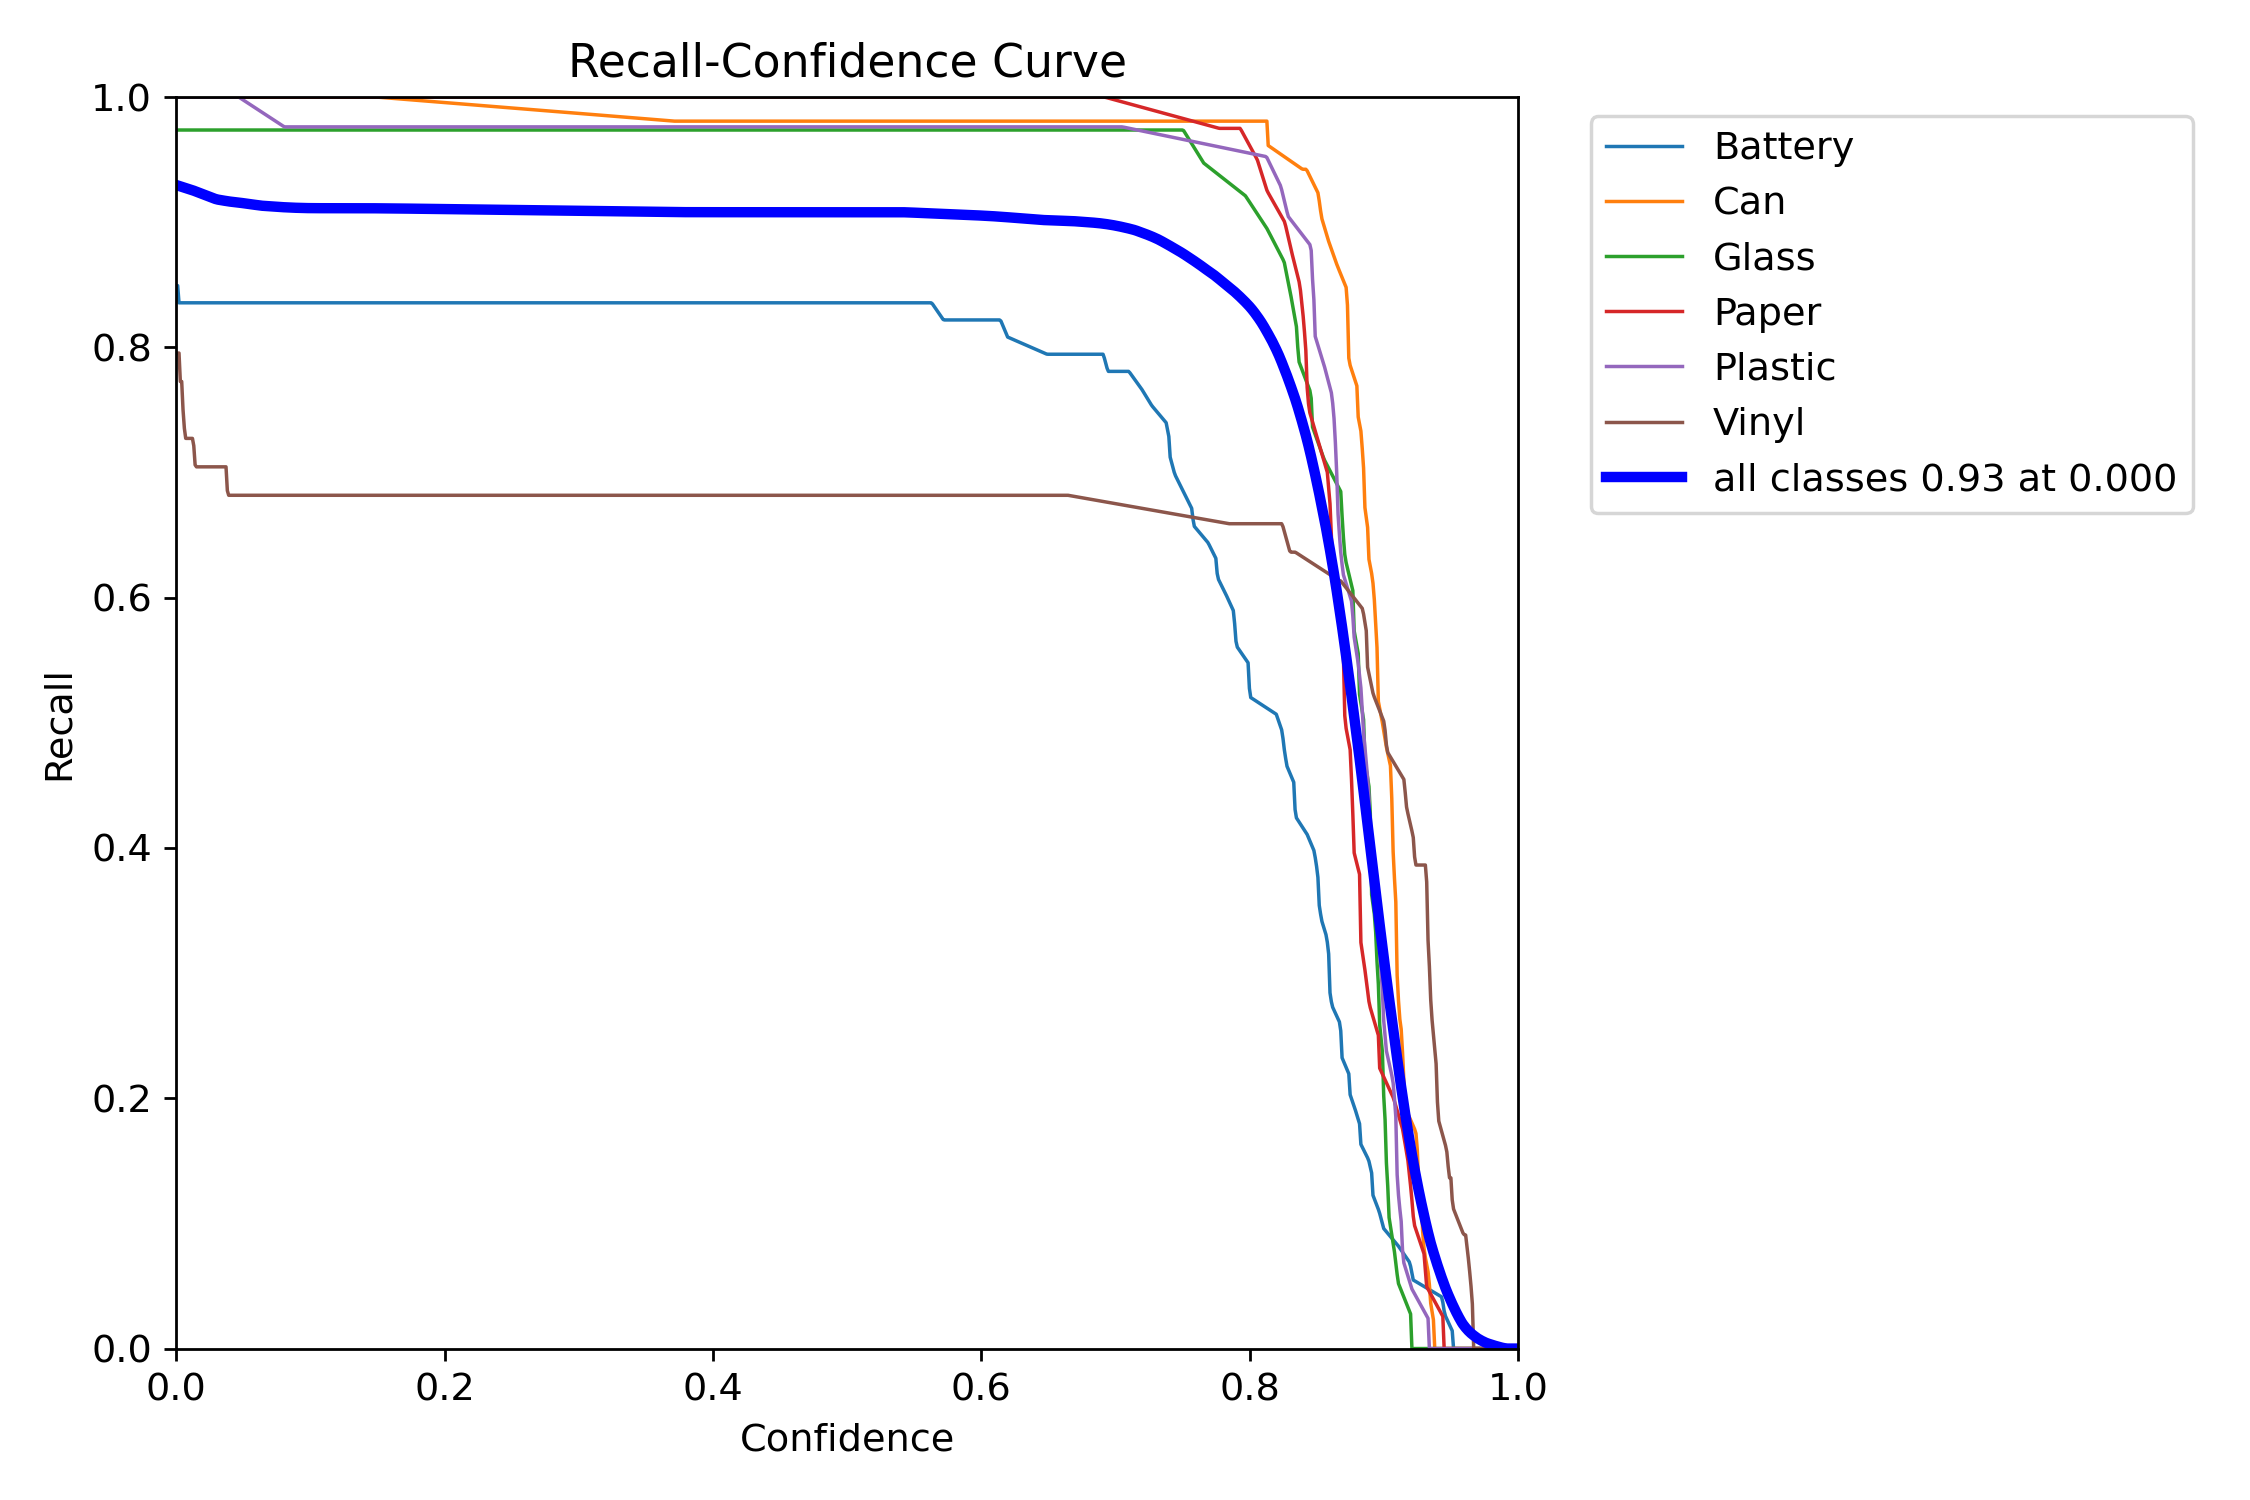 Recall-Confidence Curve
1.0
0.8
0.6
0.4
0.2
0.0
Recall
0.0 0.2 0.4 0.6 0.8 1.0
Confidence
Battery
Can
Glass
Paper
Plastic
Vinyl
all classes 0.93 at 0.000